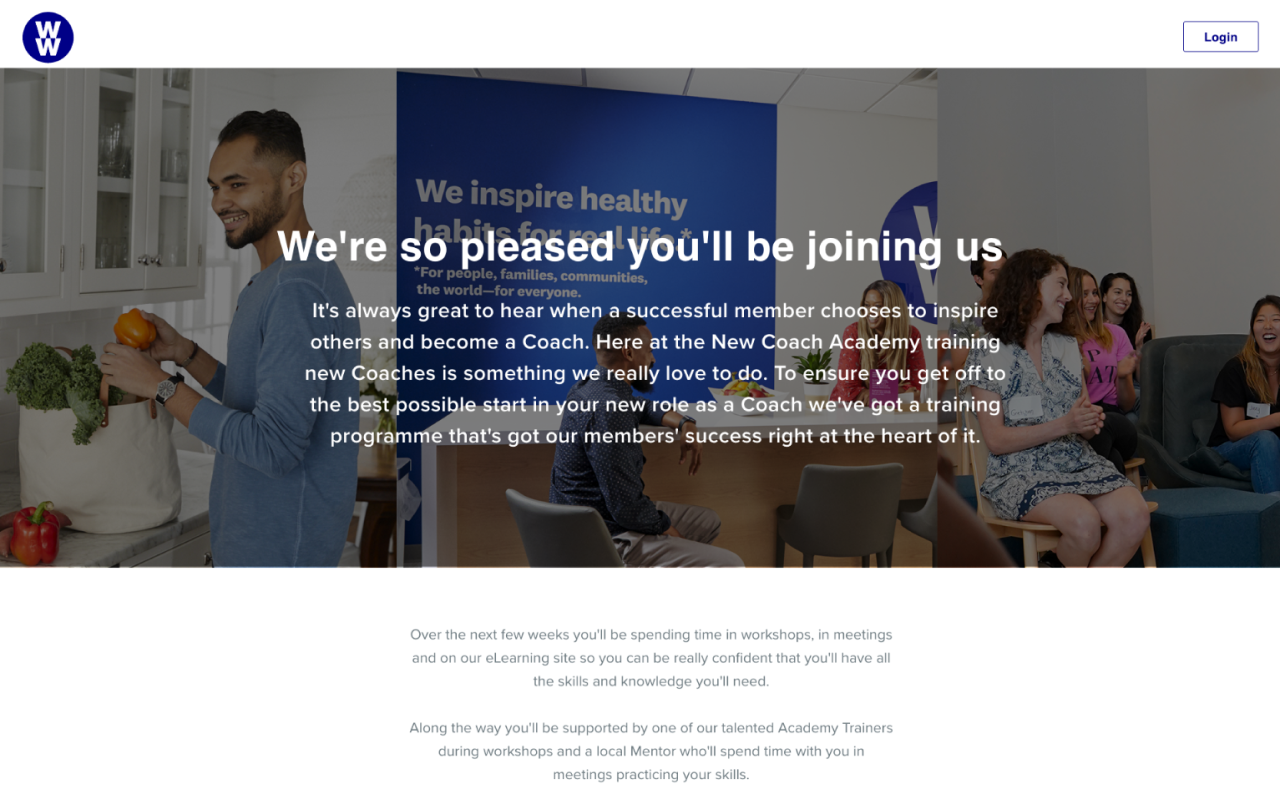 W
W
Login
We inspire healthy
habits for real life.*
*For people, families, communities,
the world—for everyone.
We're so pleased you'll be joining us
It's always great to hear when a successful member chooses to inspire
others and become a Coach. Here at the New Coach Academy training
new Coaches is something we really love to do. To ensure you get off to
the best possible start in your new role as a Coach we've got a training
programme that's got our members' success right at the heart of it.
Over the next few weeks you'll be spending time in workshops, in meetings
and on our eLearning site so you can be really confident that you'll have all
the skills and knowledge you'll need.
Along the way you'll be supported by one of our talented Academy Trainers
during workshops and a local Mentor who'll spend time with you in
meetings practicing your skills.